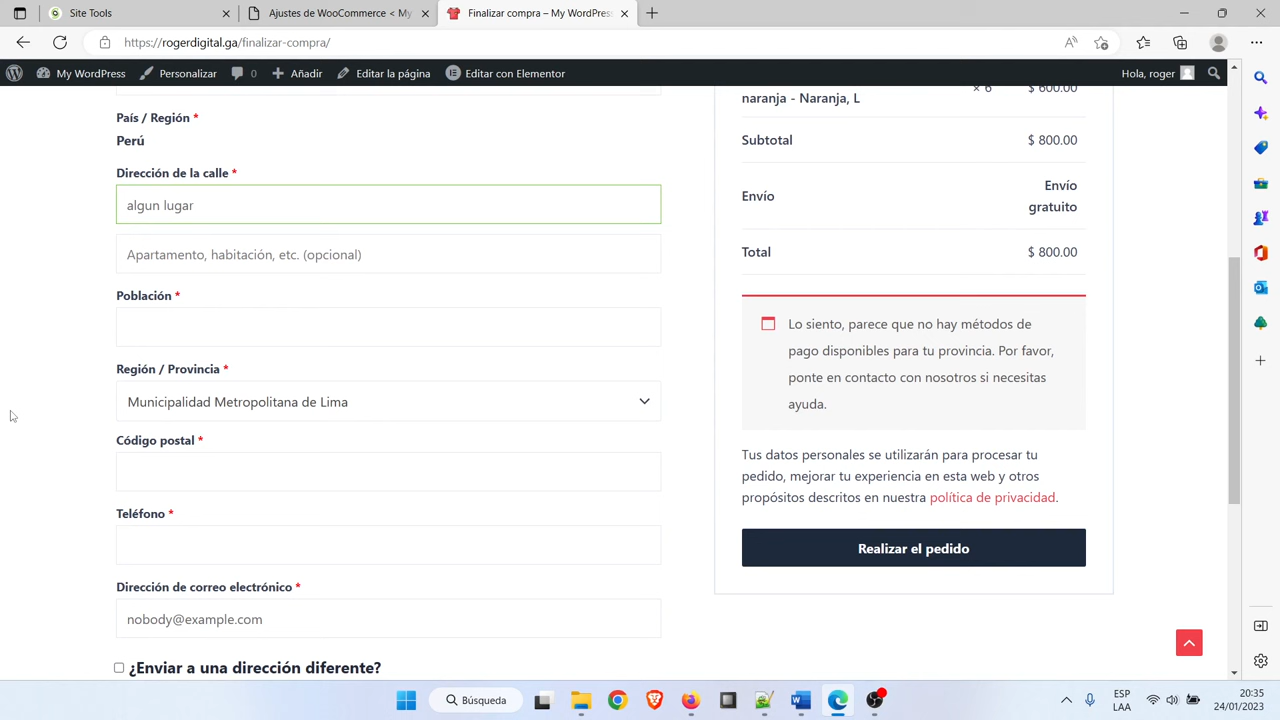 Site Tools
Ajustes de WooCommerce < My
Finalizar compra – My WordPress
https://rogerdigital.ga/finalizar-compra/
My WordPress
Personalizar
0
Añadir
Editar la página
Editar con Elementor
Hola, roger
País / Región *
Perú
Dirección de la calle *
algun lugar
Apartamento, habitación, etc. (opcional)
Población *
Región / Provincia *
Municipalidad Metropolitana de Lima
Código postal *
Teléfono *
Dirección de correo electrónico *
nobody@example.com
¿Enviar a una dirección diferente?
× 6 $ 600.00
naranja - Naranja, L
Subtotal $ 800.00
Envío
Envío
gratuito
Total $ 800.00
Lo siento, parece que no hay métodos de
pago disponibles para tu provincia. Por favor,
ponte en contacto con nosotros si necesitas
ayuda.
Tus datos personales se utilizarán para procesar tu
pedido, mejorar tu experiencia en esta web y otros
propósitos descritos en nuestra política de privacidad.
Realizar el pedido
Búsqueda
ESP
LAA
20:35
24/01/2023